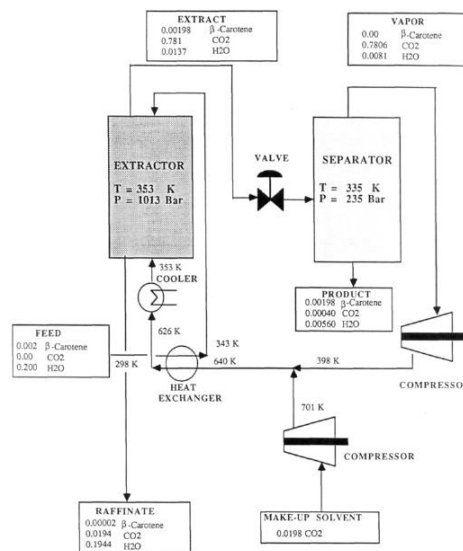 EXTRACT
0.00198 β-Carotene
0.781 CO2
0.0137 H2O
VAPOR
0.00 β-Carotene
0.7806 CO2
0.0081 H2O
EXTRACTOR
T = 353 K
P = 1013 Bar
VALVE
SEPARATOR
T = 335 K
P = 235 Bar
353 K
COOLER
PRODUCT
0.00198 β-Carotene
0.00040 CO2
0.00560 H2O
626 K
FEED
0.002 β-Carotene
0.00 CO2
0.200 H2O
298 K
343 K
640 K
398 K
HEAT
EXCHANGER
COMPRESSOR
701 K
COMPRESSOR
RAFFINATE
0.00002 β-Carotene
0.0194 CO2
0.1944 H2O
MAKE-UP SOLVENT
0.0198 CO2